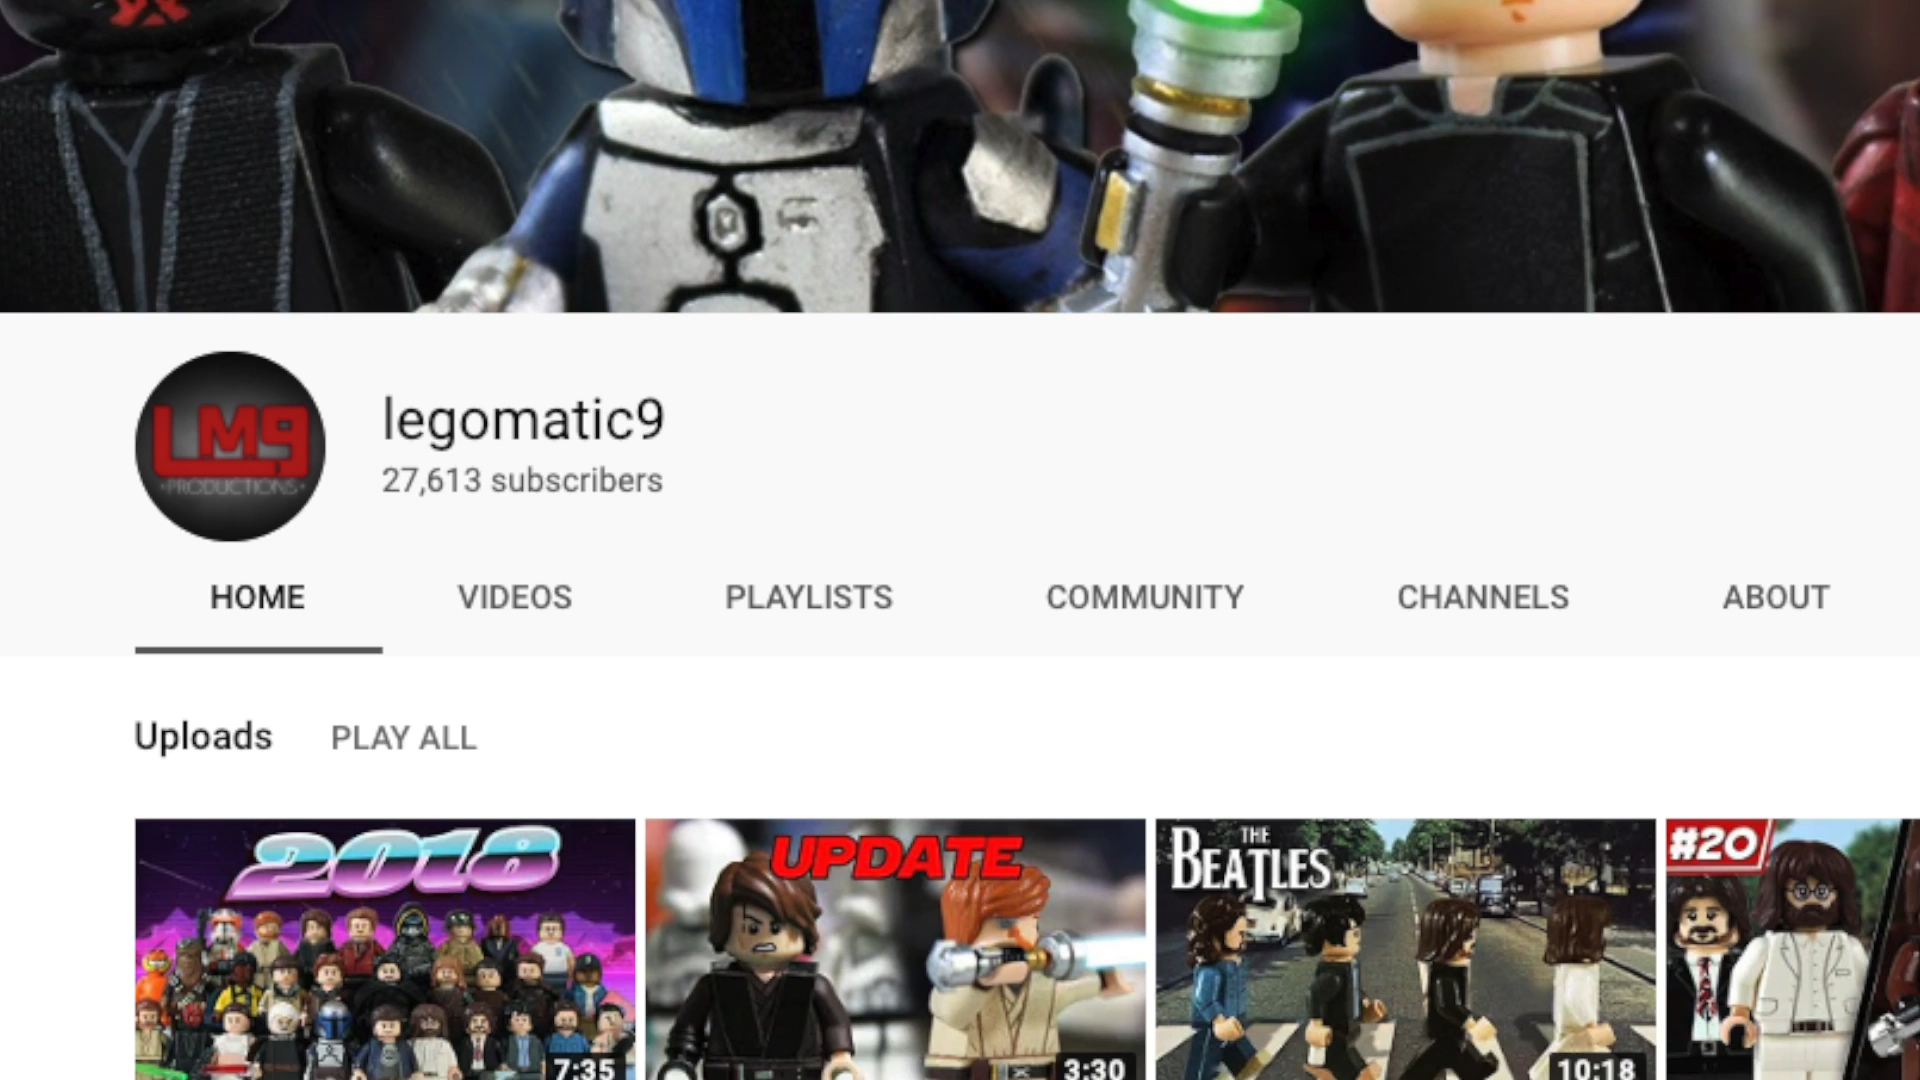 LM9
·PRODUCTIONS·
legomatic9
27,613 subscribers
HOME VIDEOS PLAYLISTS COMMUNITY CHANNELS ABOUT
Uploads PLAY ALL
2018
7:35
UPDATE
3:30
THE
BEATLES
10:18
#20